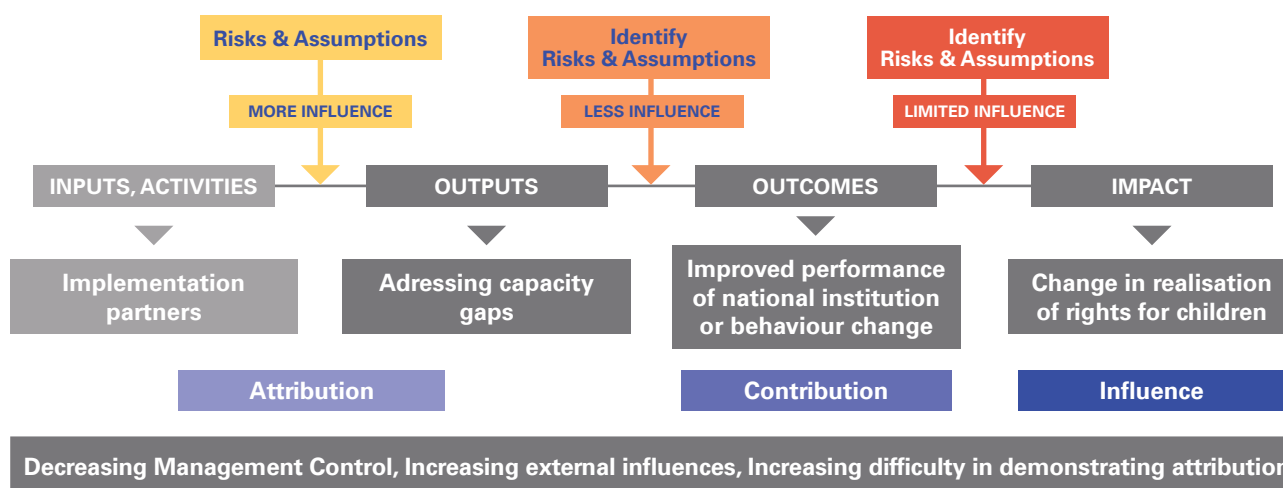 Risks & Assumptions
Identify
Risks & Assumptions
Identify
Risks & Assumptions
MORE INFLUENCE
LESS INFLUENCE
LIMITED INFLUENCE
INPUTS, ACTIVITIES
OUTPUTS
OUTCOMES
IMPACT
Implementation
partners
Adressing capacity
gaps
Improved performance
of national institution
or behaviour change
Change in realisation
of rights for children
Attribution
Contribution
Influence
Decreasing Management Control, Increasing external influences, Increasing difficulty in demonstrating attribution